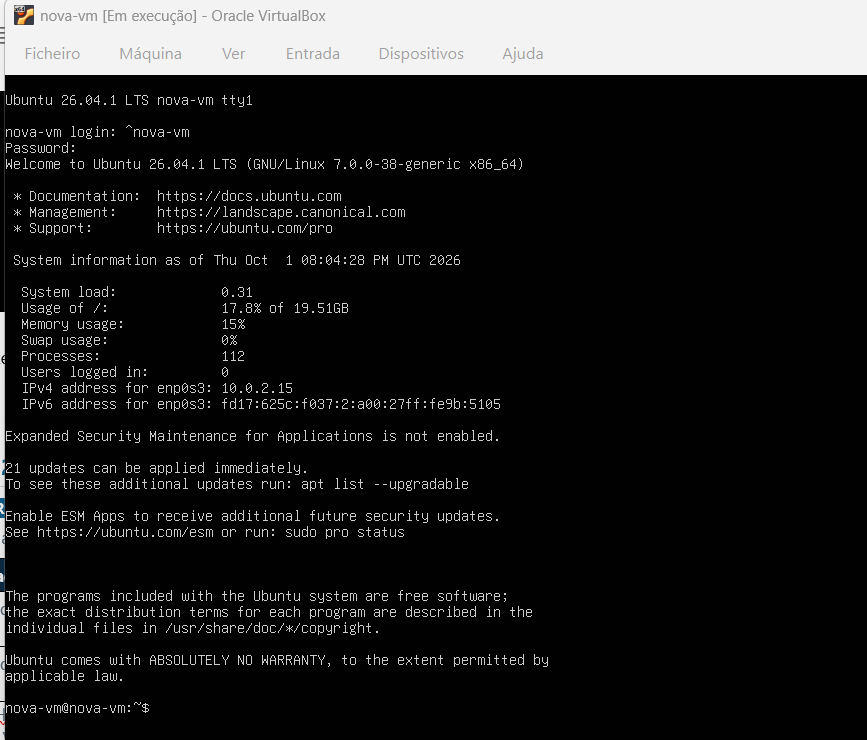 nova-vm [Em execução] - Oracle VirtualBox
Ficheiro Máquina Ver Entrada Dispositivos Ajuda
Ubuntu 26.04.1 LTS nova-vm tty1
nova-vm login: ^nova-vm
Password:
Welcome to Ubuntu 26.04.1 LTS (GNU/Linux 7.0.0-38-generic x86_64)
* Documentation: https://docs.ubuntu.com
* Management: https://landscape.canonical.com
* Support: https://ubuntu.com/pro
System information as of Thu Oct 1 08:04:28 PM UTC 2026
System load: 0.31
Usage of /: 17.8% of 19.51GB
Memory usage: 15%
Swap usage: 0%
Processes: 112
Users logged in: 0
IPv4 address for enp0s3: 10.0.2.15
IPv6 address for enp0s3: fd17:625c:f037:2:a00:27ff:fe9b:5105
Expanded Security Maintenance for Applications is not enabled.
21 updates can be applied immediately.
To see these additional updates run: apt list --upgradable
Enable ESM Apps to receive additional future security updates.
See https://ubuntu.com/esm or run: sudo pro status
The programs included with the Ubuntu system are free software;
the exact distribution terms for each program are described in the
individual files in /usr/share/doc/*/copyright.
Ubuntu comes with ABSOLUTELY NO WARRANTY, to the extent permitted by
applicable law.
nova-vm@nova-vm:~$